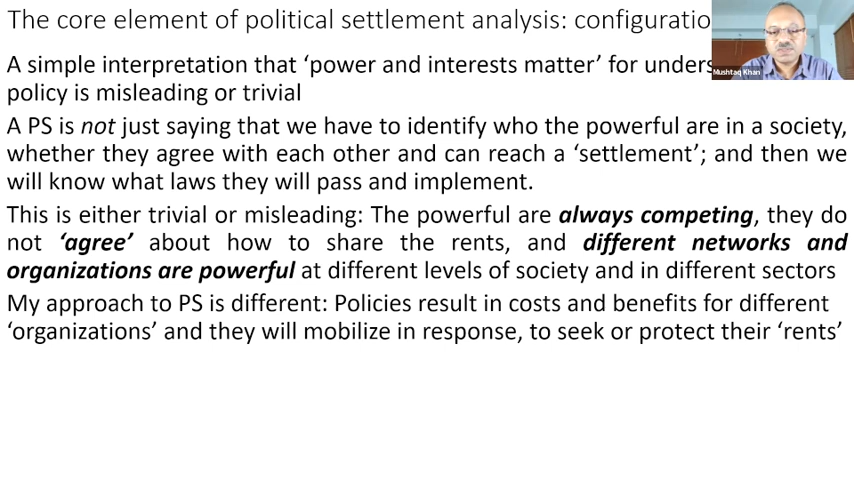 The core element of political settlement analysis: configuratio
A simple interpretation that ‘power and interests matter’ for unders
policy is misleading or trivial
A PS is not just saying that we have to identify who the powerful are in a society,
whether they agree with each other and can reach a ‘settlement’; and then we
will know what laws they will pass and implement.
This is either trivial or misleading: The powerful are always competing, they do
not ‘agree’ about how to share the rents, and different networks and
organizations are powerful at different levels of society and in different sectors
My approach to PS is different: Policies result in costs and benefits for different
‘organizations’ and they will mobilize in response, to seek or protect their ‘rents’
Mushtaq Khan